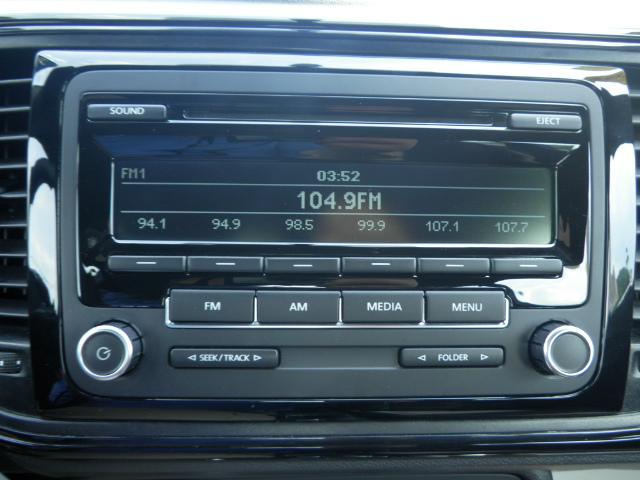 SOUND
EJECT
FM1 03:52
104.9FM
94.1 94.9 98.5 99.9 107.1 107.7
FM AM MEDIA MENU
SEEK/TRACK FOLDER